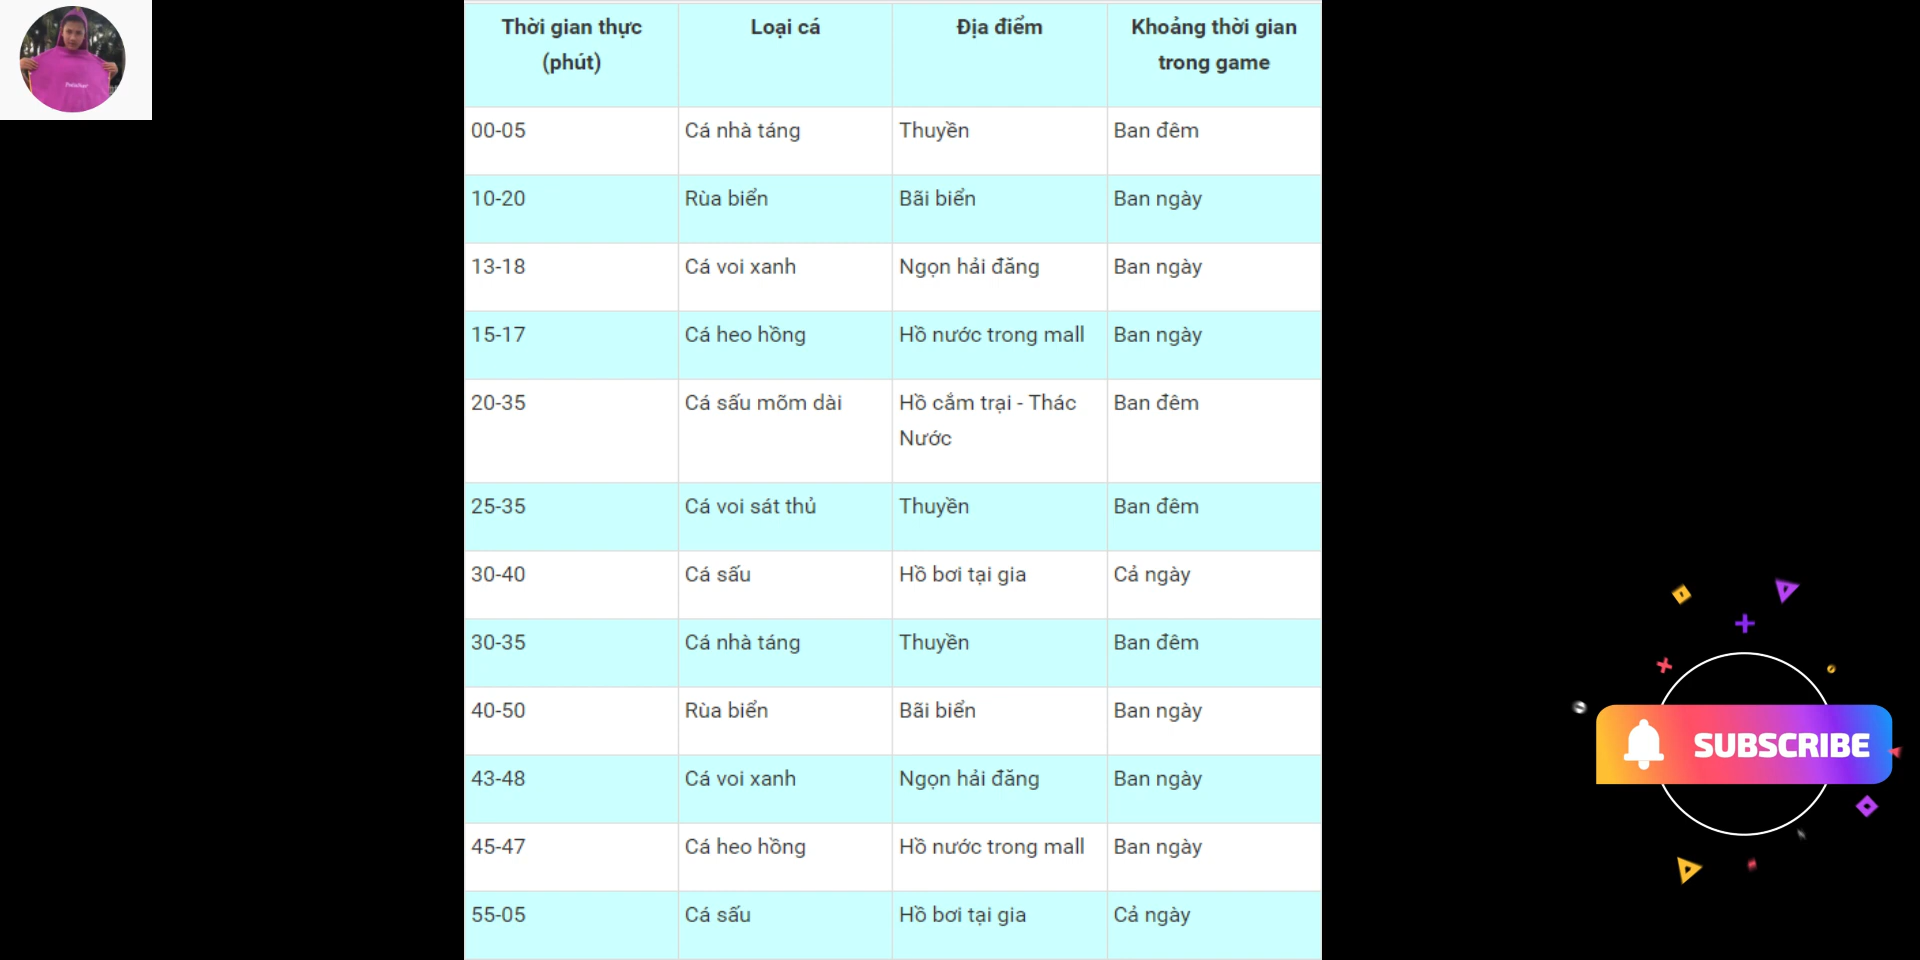 Thời gian thực (phút) Loại cá Địa điểm Khoảng thời gian trong game
00-05 Cá nhà táng Thuyền Ban đêm
10-20 Rùa biển Bãi biển Ban ngày
13-18 Cá voi xanh Ngọn hải đăng Ban ngày
15-17 Cá heo hồng Hồ nước trong mall Ban ngày
20-35 Cá sấu mõm dài Hồ cắm trại - Thác Nước Ban đêm
25-35 Cá voi sát thủ Thuyền Ban đêm
30-40 Cá sấu Hồ bơi tại gia Cả ngày
30-35 Cá nhà táng Thuyền Ban đêm
40-50 Rùa biển Bãi biển Ban ngày
43-48 Cá voi xanh Ngọn hải đăng Ban ngày
45-47 Cá heo hồng Hồ nước trong mall Ban ngày
55-05 Cá sấu Hồ bơi tại gia Cả ngày
SUBSCRIBE